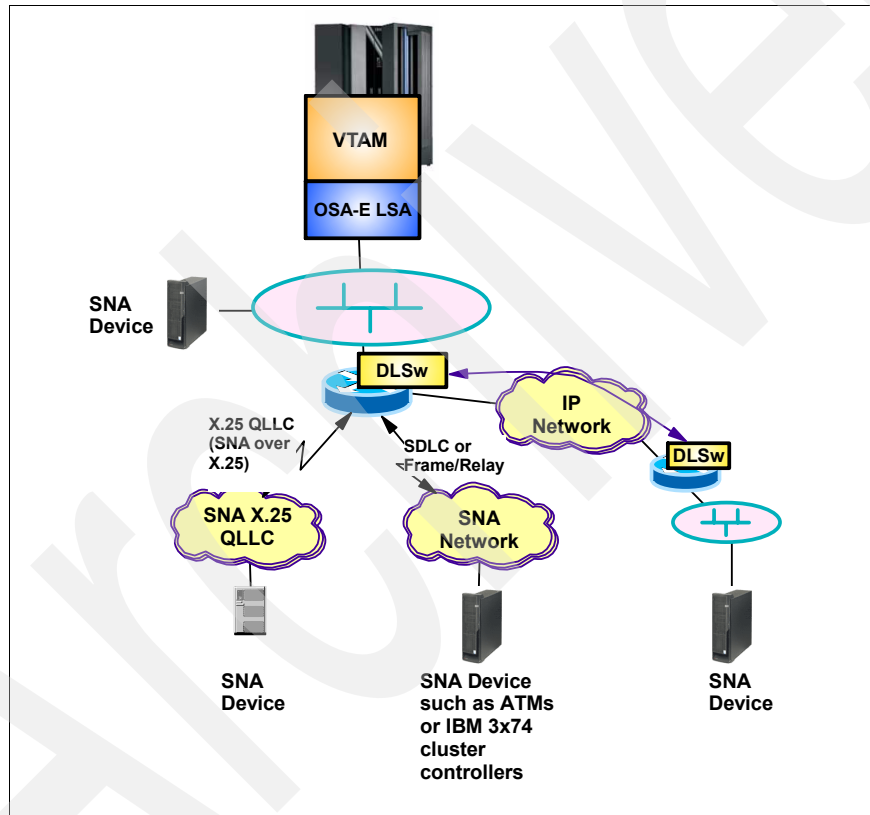 VTAM
OSA-E LSA
SNA
Device
DLSw
IP
Network
X.25 QLLC
(SNA over
X.25)
SDLC or
Frame/Relay
DLSw
SNA X.25
QLLC
SNA
Network
SNA
Device
SNA Device
such as ATMs
or IBM 3x74
cluster
controllers
SNA
Device
Archive